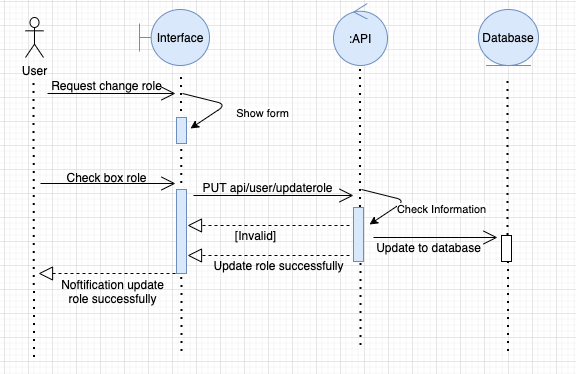 Interface
:API
Database
User
Request change role
Show form
Check box role
PUT api/user/updaterole
Check Information
[Invalid]
Update to database
Update role successfully
Noftification update
role successfully